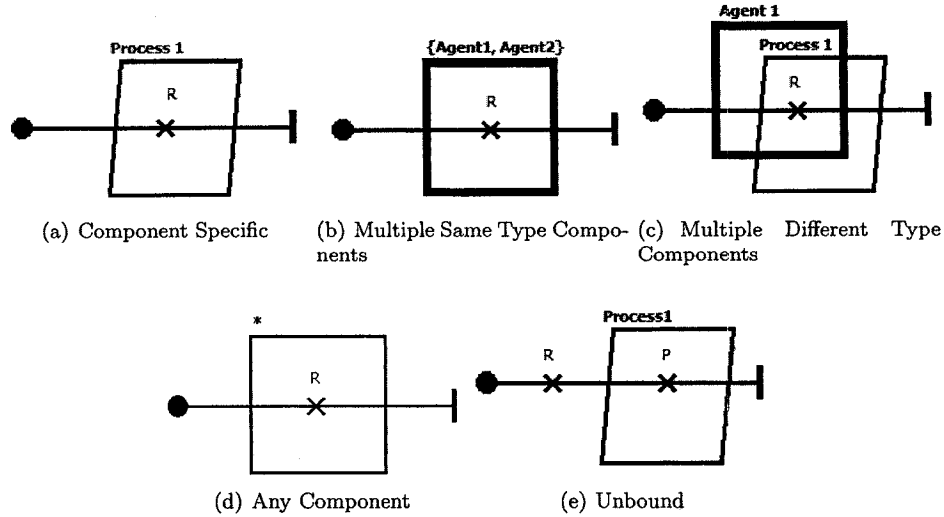 Process 1
R
(a) Component Specific
{Agent1, Agent2}
R
(b) Multiple Same Type Compo-
nents
Agent 1
Process 1
R
(c) Multiple Different Type
Components
*
R
(d) Any Component
Process1
R
P
(e) Unbound